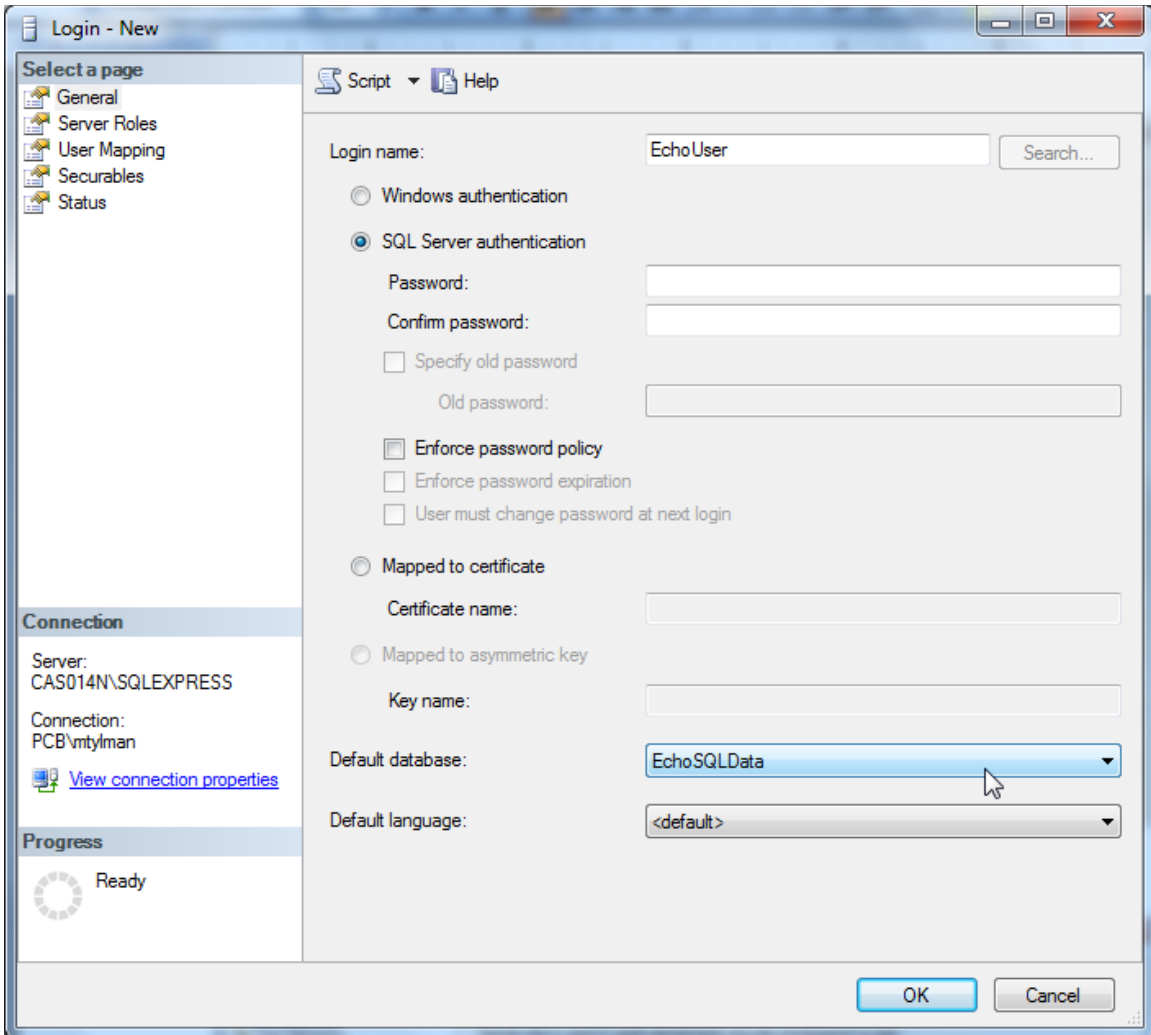 Login - New
Select a page
General
Server Roles
User Mapping
Securables
Status
Connection
Server:
CAS014N\SQLEXPRESS
Connection:
PCB\mtylman
View connection properties
Progress
Ready
Script Help
Login name: EchoUser Search...
Windows authentication
SQL Server authentication
Password:
Confirm password:
Specify old password
Old password:
Enforce password policy
Enforce password expiration
User must change password at next login
Mapped to certificate
Certificate name:
Mapped to asymmetric key
Key name:
Default database: EchoSQLData
Default language: <default>
OK Cancel